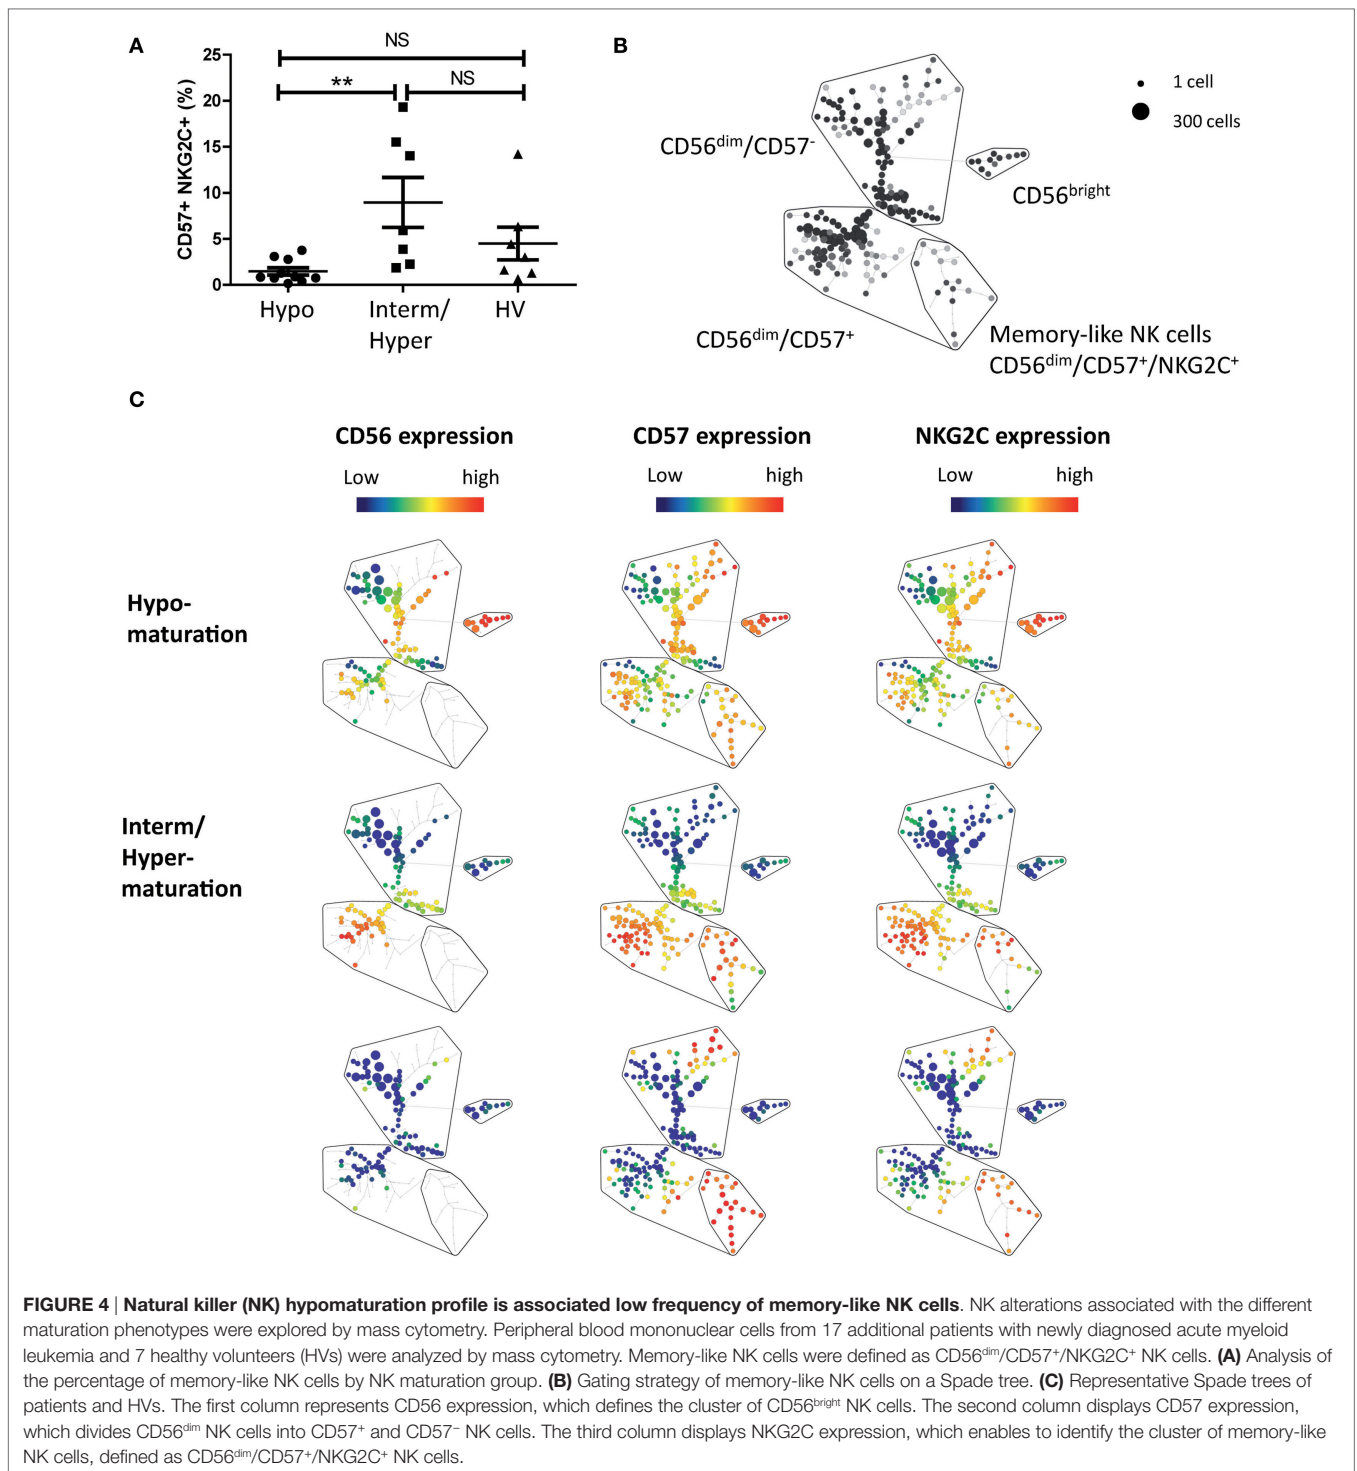 A
NS
**
NS
25
20
15
10
5
0
CD57+ NKG2C+ (%)
Hypo
Interm/
Hyper
HV
B
1 cell
300 cells
CD56dim/CD57-
CD56bright
CD56dim/CD57+
Memory-like NK cells
CD56dim/CD57+/NKG2C+
C
CD56 expression
CD57 expression
NKG2C expression
Low high
Low high
Low high
Hypo-
maturation
Interm/
Hyper-
maturation
FIGURE 4 | Natural killer (NK) hypomaturation profile is associated low frequency of memory-like NK cells. NK alterations associated with the different
maturation phenotypes were explored by mass cytometry. Peripheral blood mononuclear cells from 17 additional patients with newly diagnosed acute myeloid
leukemia and 7 healthy volunteers (HVs) were analyzed by mass cytometry. Memory-like NK cells were defined as CD56dim/CD57+/NKG2C+ NK cells. (A) Analysis of
the percentage of memory-like NK cells by NK maturation group. (B) Gating strategy of memory-like NK cells on a Spade tree. (C) Representative Spade trees of
patients and HVs. The first column represents CD56 expression, which defines the cluster of CD56bright NK cells. The second column displays CD57 expression,
which divides CD56dim NK cells into CD57+ and CD57− NK cells. The third column displays NKG2C expression, which enables to identify the cluster of memory-like
NK cells, defined as CD56dim/CD57+/NKG2C+ NK cells.